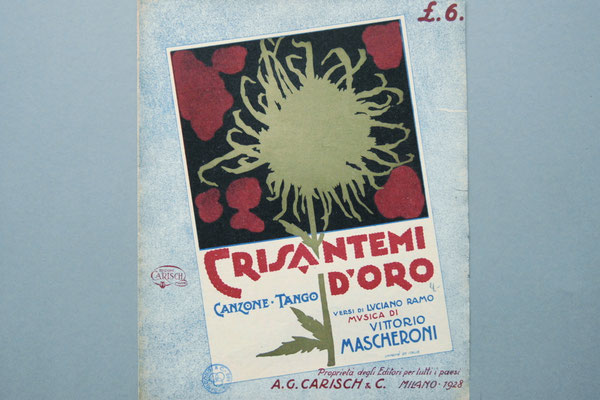 £.6.
CRISANTEMI
D'ORO
CANZONE-TANGO
VERSI DI LUCIANO RAMO
MVSICA DI
VITTORIO
MASCHERONI
CARISCH
Proprietà degli Editori per tutti i paesi
A.G. CARISCH & C. MILANO-1928